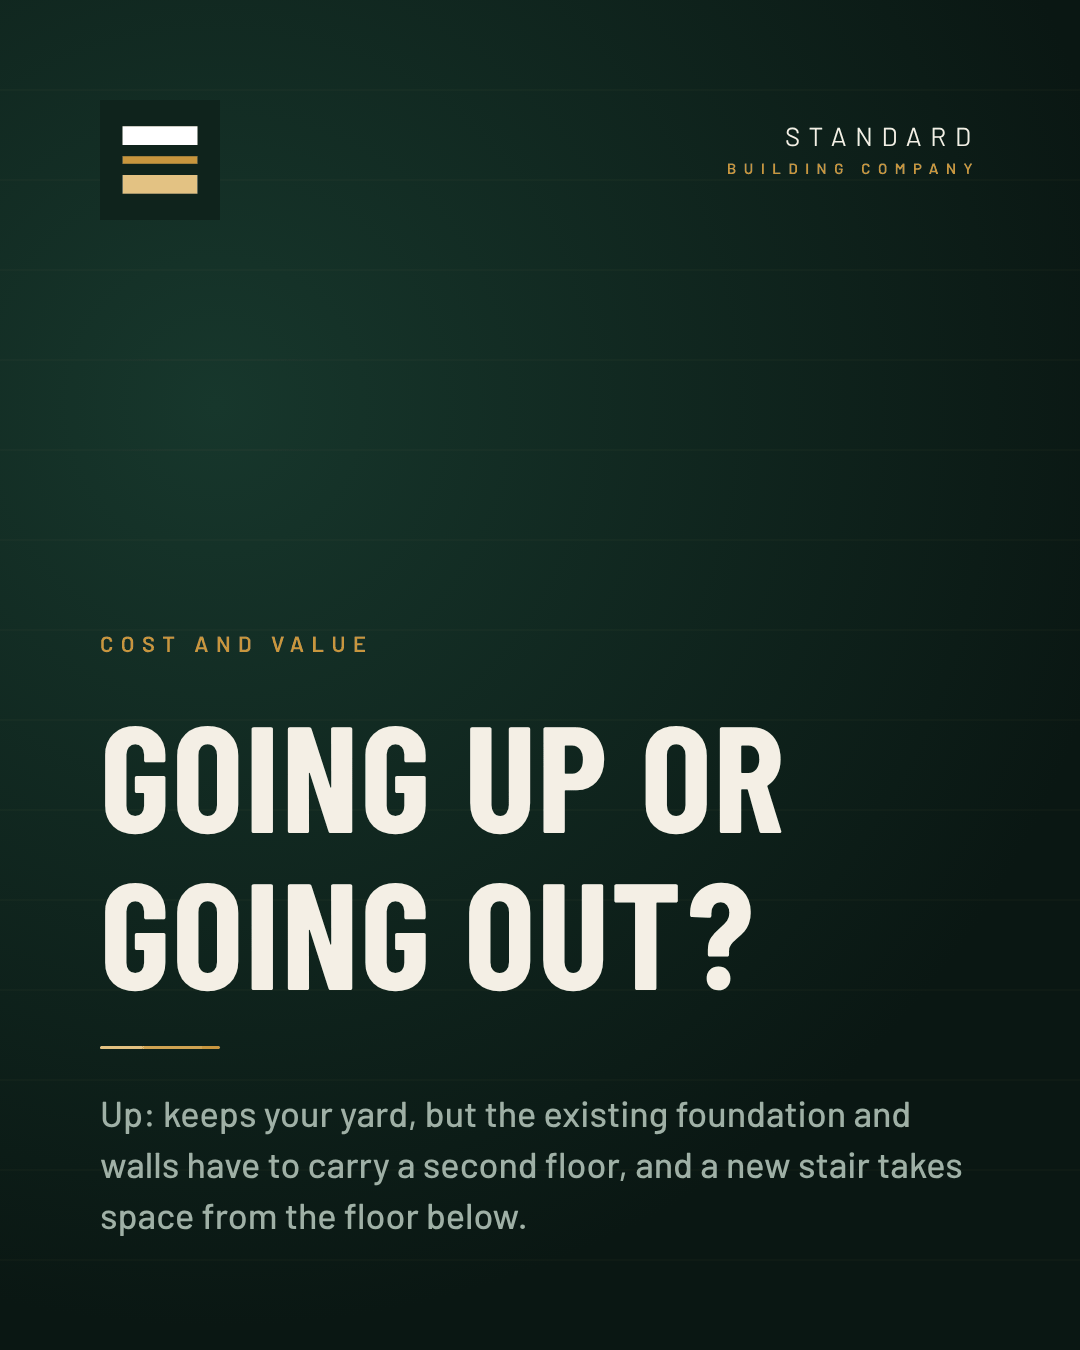 STANDARD
BUILDING COMPANY
COST AND VALUE
GOING UP OR
GOING OUT?
Up: keeps your yard, but the existing foundation and
walls have to carry a second floor, and a new stair takes
space from the floor below.